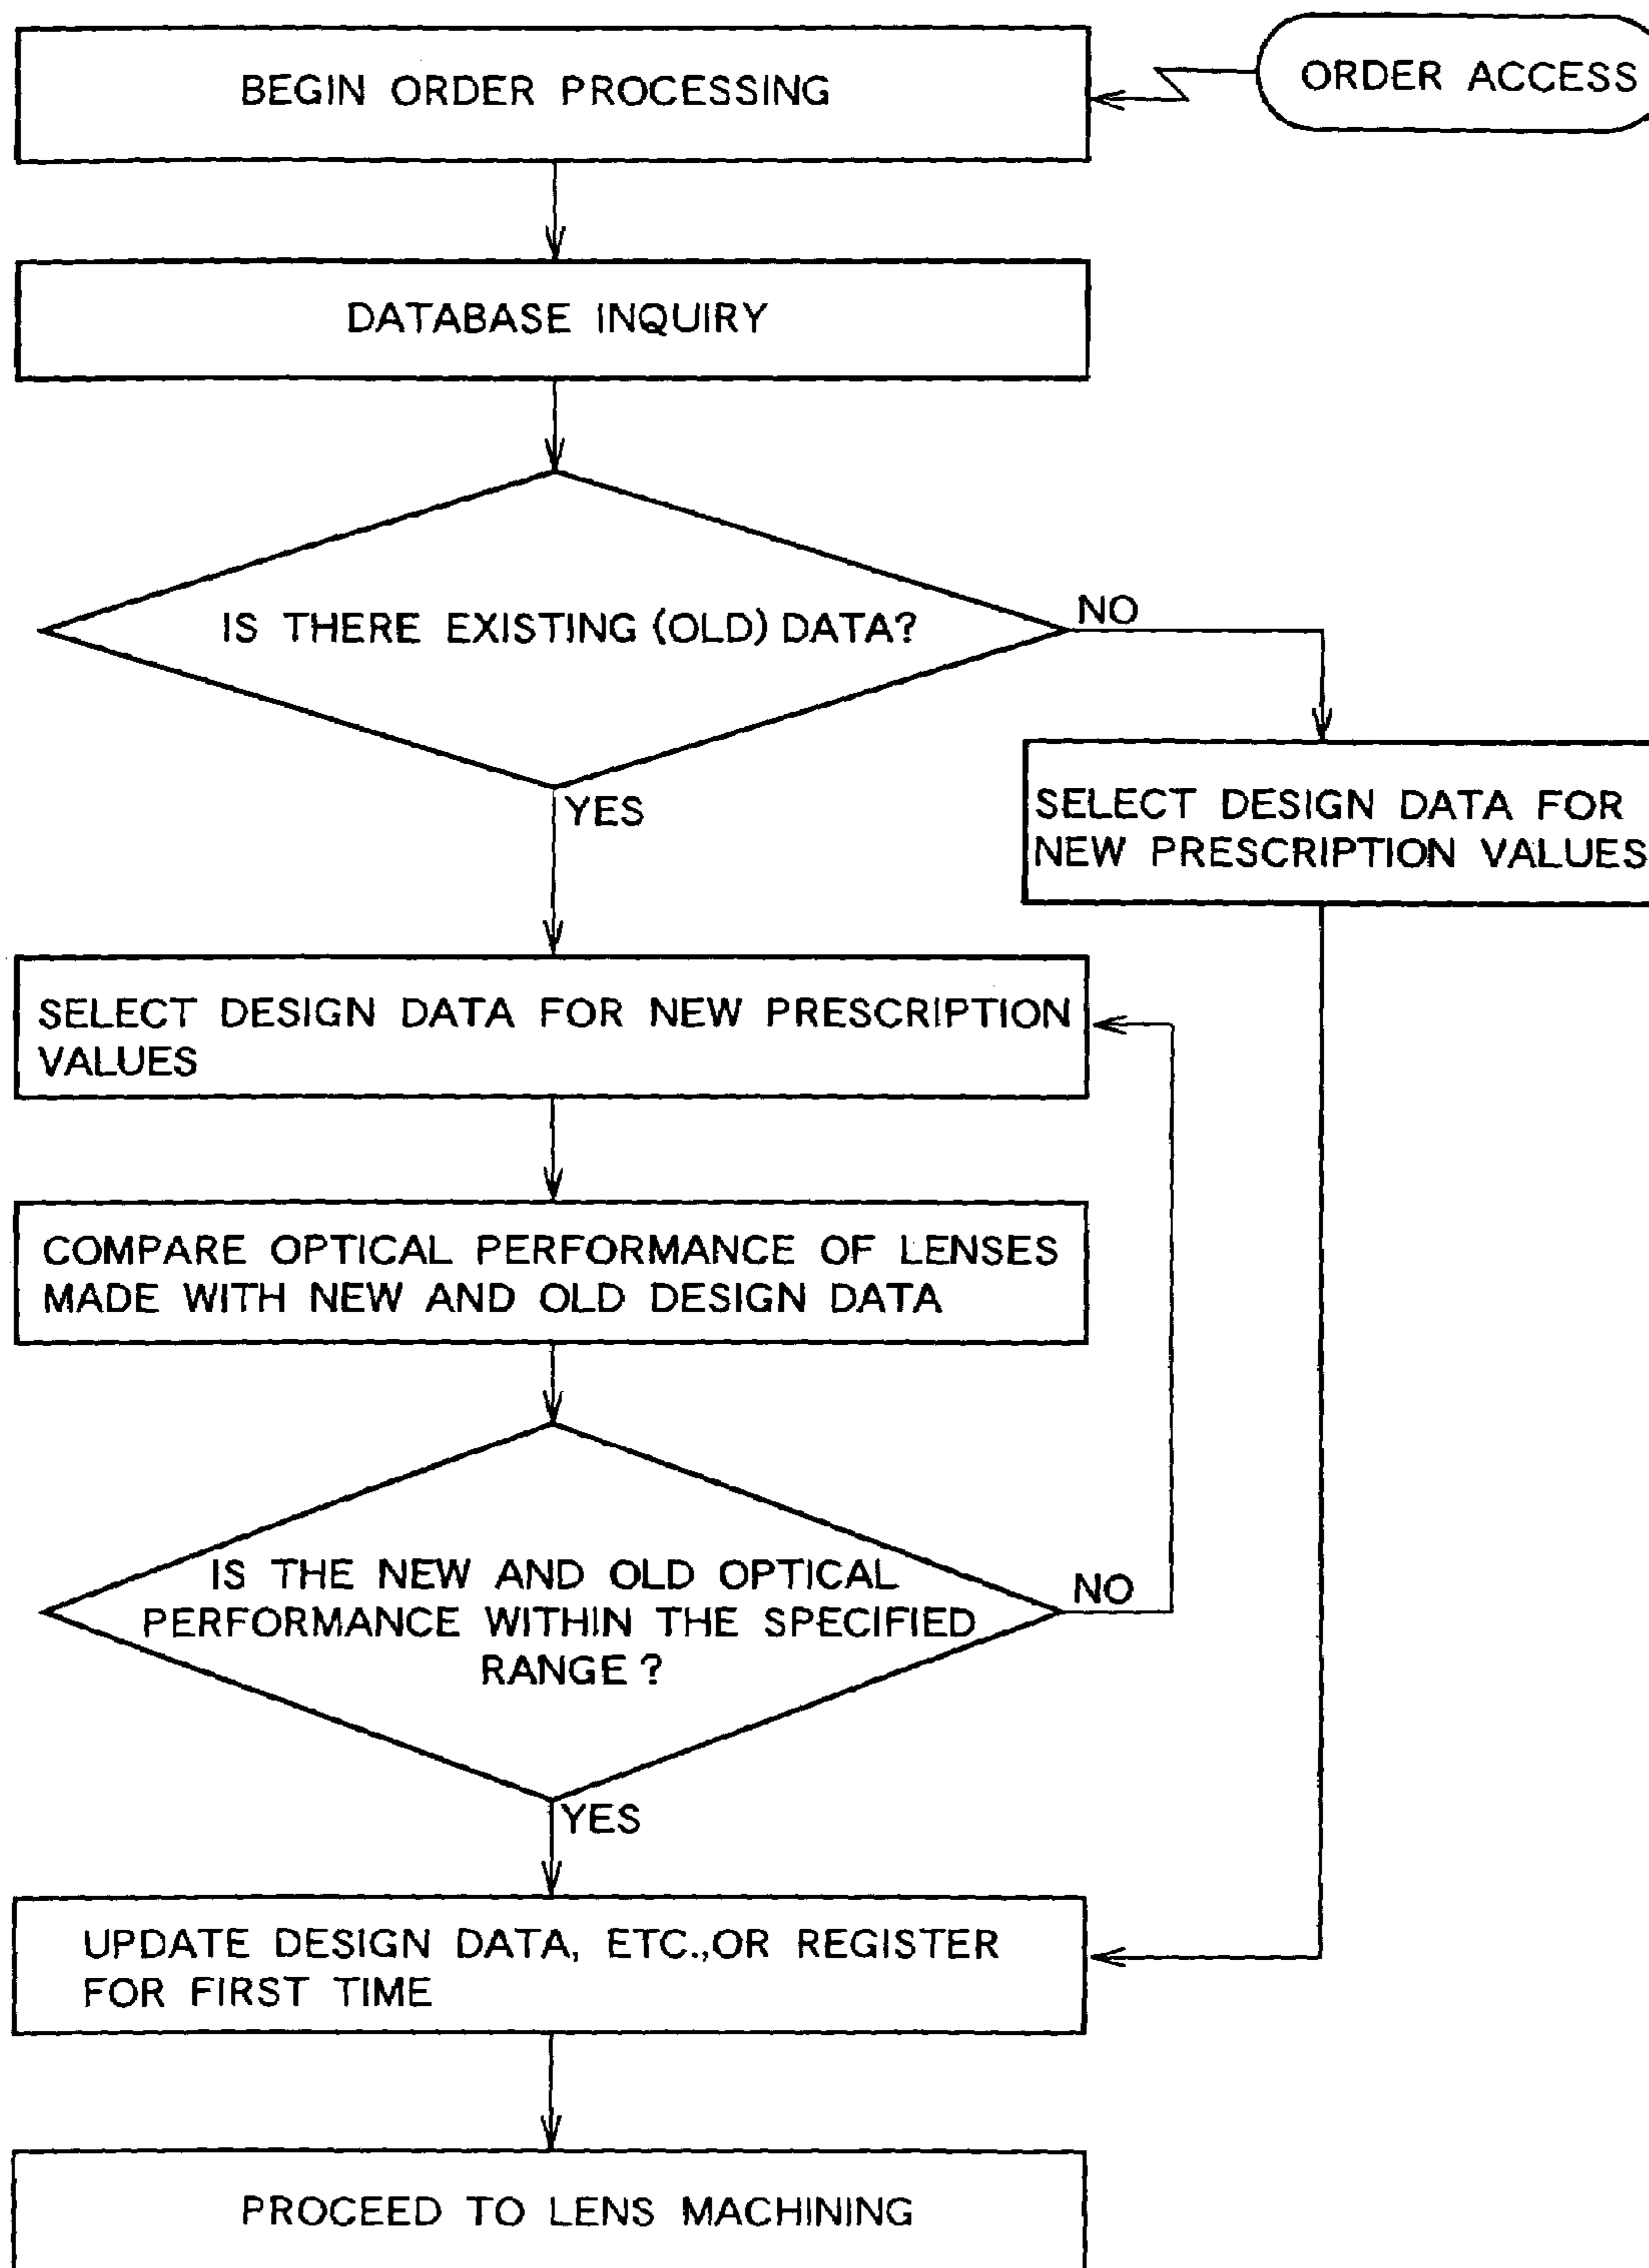 BEGIN ORDER PROCESSING
ORDER ACCESS
DATABASE INQUIRY
IS THERE EXISTING (OLD) DATA?
NO
YES
SELECT DESIGN DATA FOR
NEW PRESCRIPTION VALUES
SELECT DESIGN DATA FOR NEW PRESCRIPTION
VALUES
COMPARE OPTICAL PERFORMANCE OF LENSES
MADE WITH NEW AND OLD DESIGN DATA
IS THE NEW AND OLD OPTICAL
PERFORMANCE WITHIN THE SPECIFIED
RANGE ?
NO
YES
UPDATE DESIGN DATA, ETC.,OR REGISTER
FOR FIRST TIME
PROCEED TO LENS MACHINING